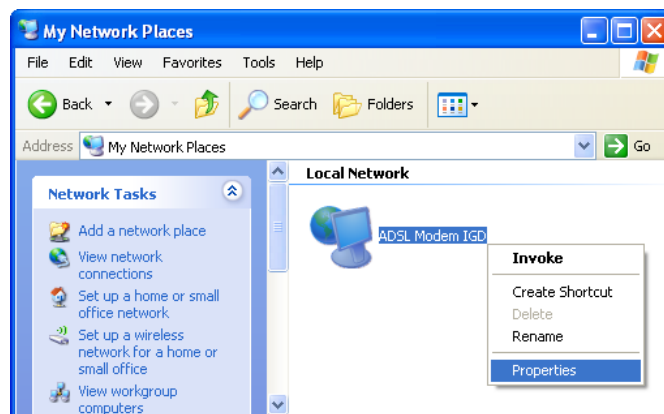 My Network Places
File Edit View Favorites Tools Help
Back Search Folders
Address My Network Places Go
Network Tasks
Add a network place
View network
connections
Set up a home or small
office network
Set up a wireless
network for a home or
small office
View workgroup
computers
Local Network
ADSL Modem IGD
Invoke
Create Shortcut
Delete
Rename
Properties